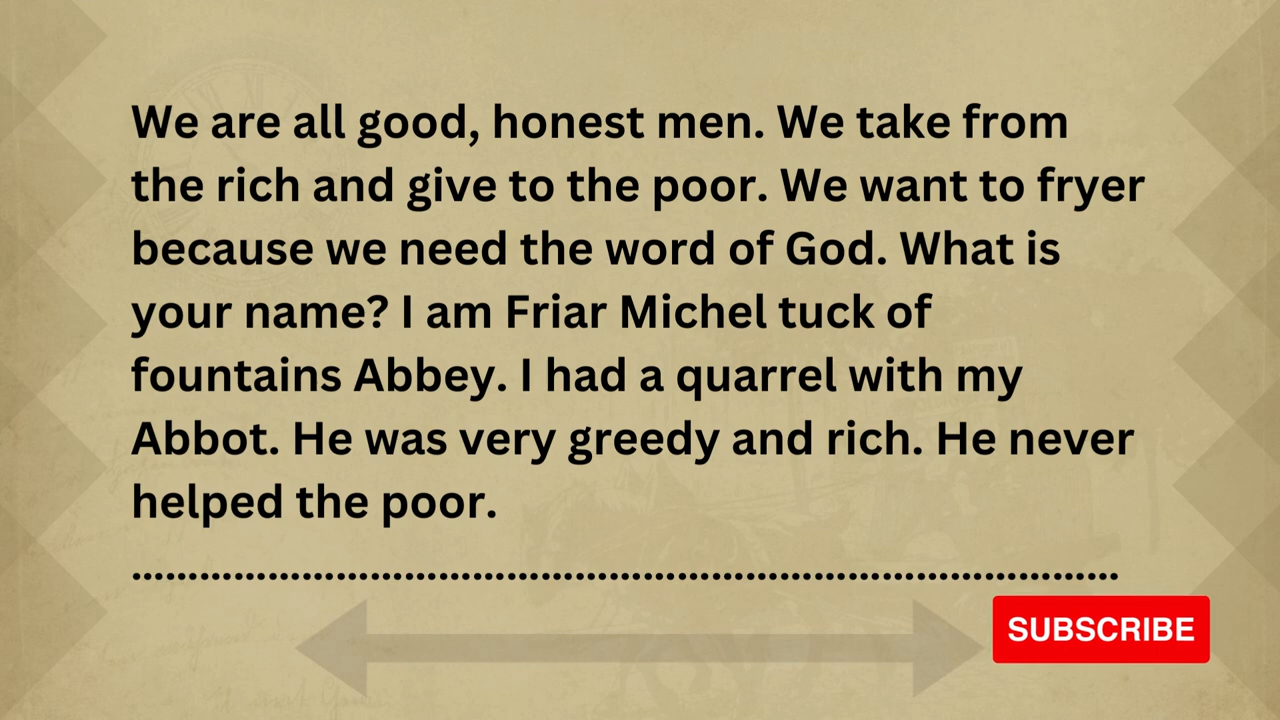 We are all good, honest men. We take from
the rich and give to the poor. We want to fryer
because we need the word of God. What is
your name? I am Friar Michel tuck of
fountains Abbey. I had a quarrel with my
Abbot. He was very greedy and rich. He never
helped the poor.
................................................................................................
SUBSCRIBE